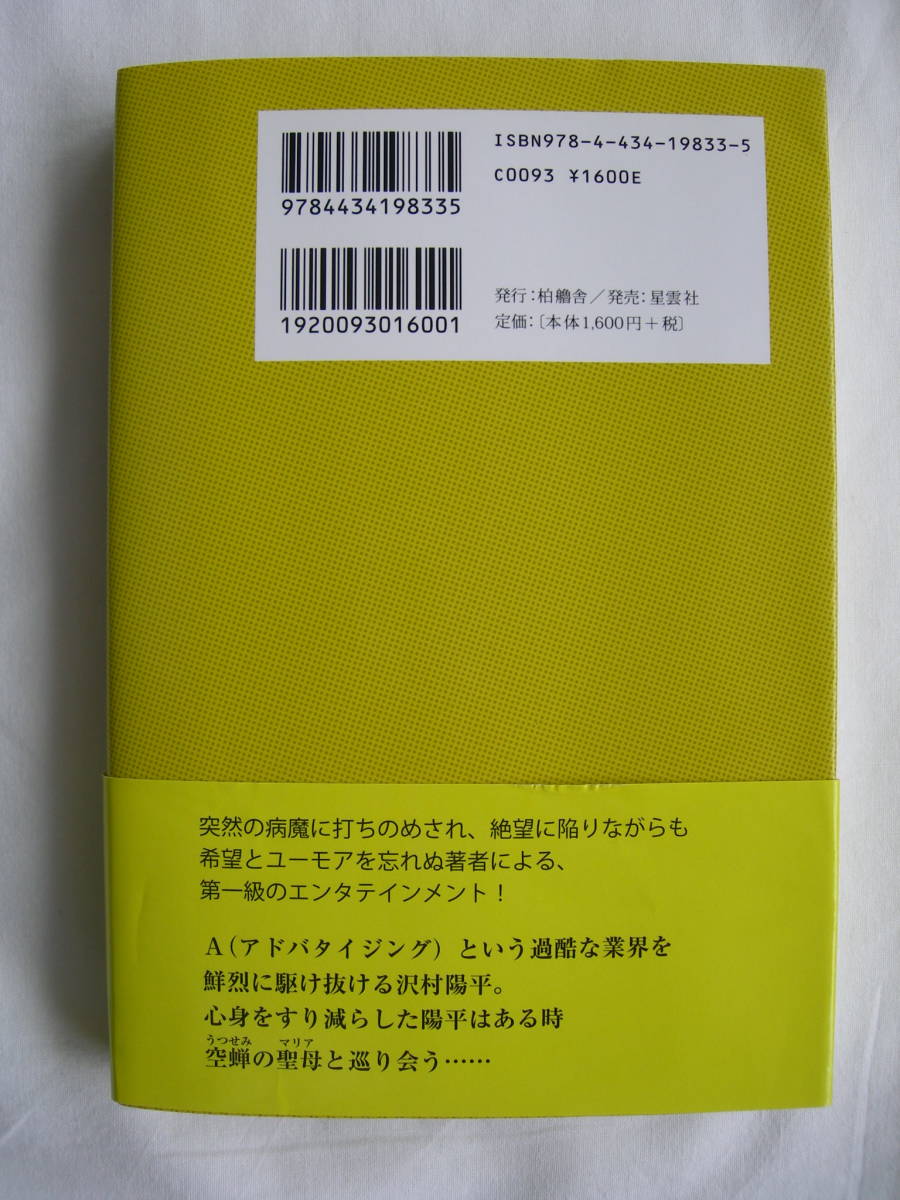 ISBN978-4-434-19833-5
C0093 ¥1600E
9784434198335
1920093016001
発行：柏艪舎／発売：星雲社
定価：〔本体1,600円＋税〕
突然の病魔に打ちのめされ、絶望に陥りながらも
希望とユーモアを忘れぬ著者による、
第一級のエンタテインメント！
A（アドバタイジング）という過酷な業界を
鮮烈に駆け抜ける沢村陽平。
心身をすり減らした陽平はある時
うつせみ マリア
空蝉の聖母と巡り会う……